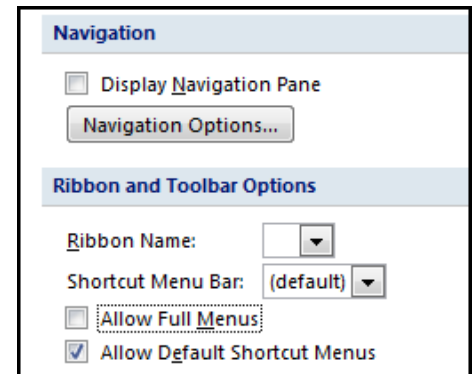 Navigation
Display Navigation Pane
Navigation Options...
Ribbon and Toolbar Options
Ribbon Name:
Shortcut Menu Bar: (default)
Allow Full Menus
Allow Default Shortcut Menus